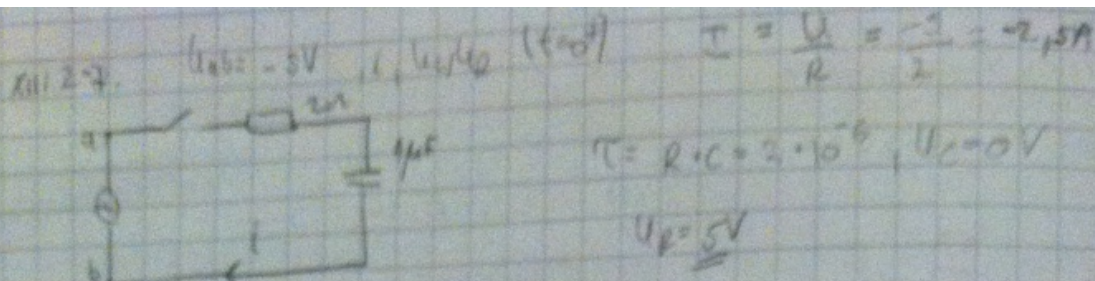 XIII 2-7. Uab = -5V , i, uc, uR (t=0⁺) I = U/R = -5/2 = -2,5A
a 2Ω
1μF
τ = R·C = 2·10⁻⁶ , Uc = 0V
i UR = 5V
b